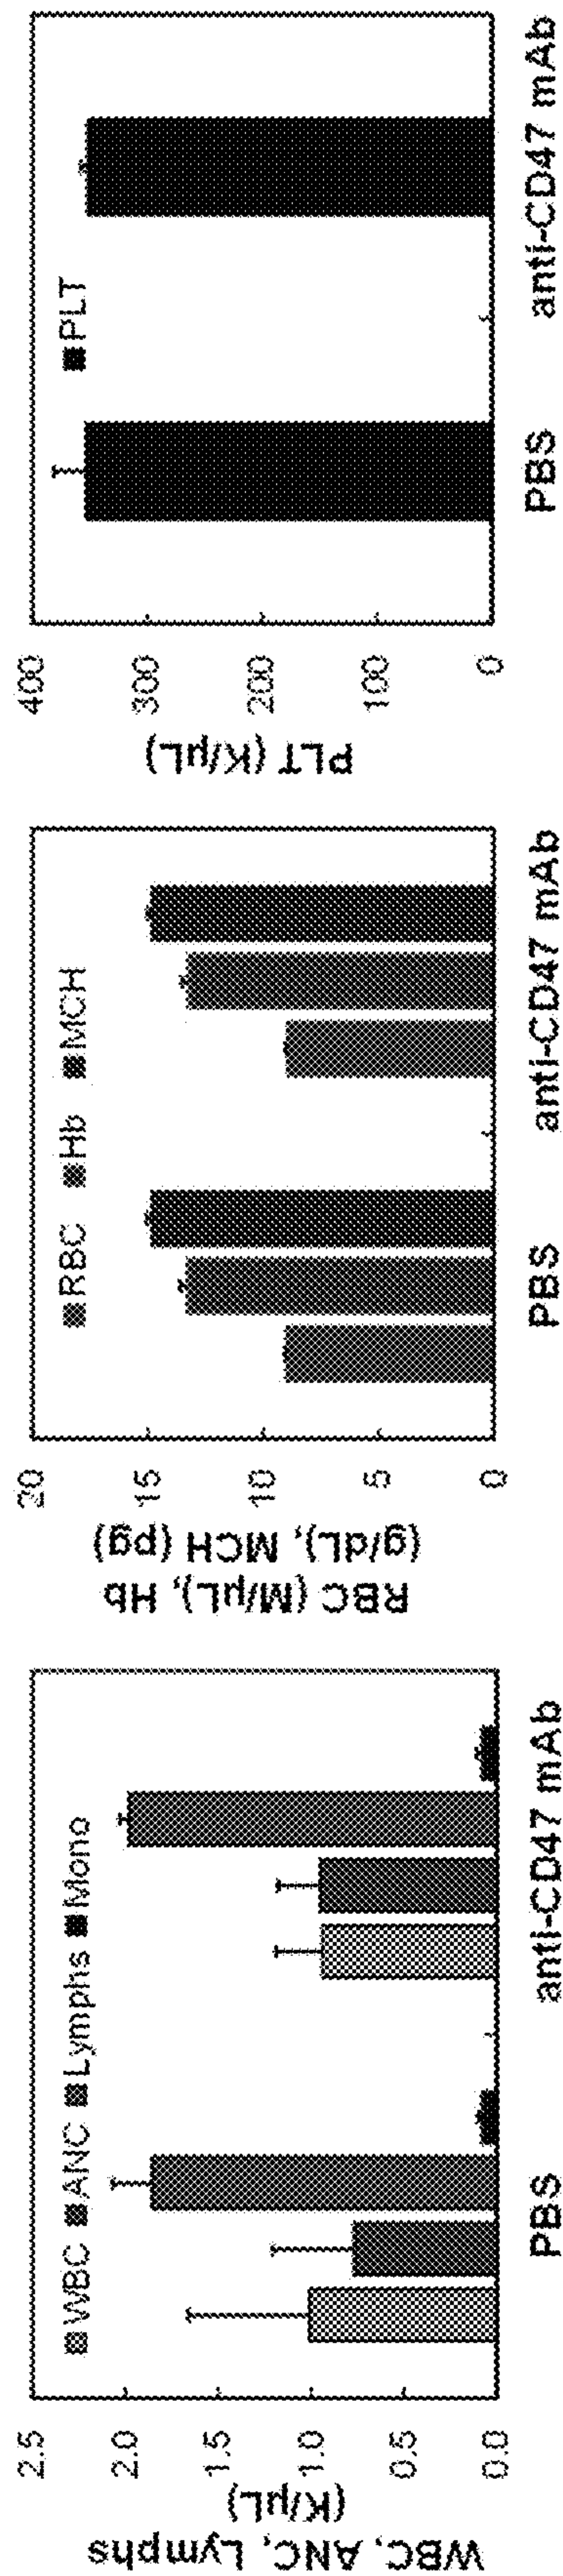 WBC, ANC, Lymphs
(K/µL)
2.5
2.0
1.5
1.0
0.5
0.0
WBC ANC Lymphs Mono
PBS
anti-CD47 mAb
RBC (M/µL), Hb
(g/dL), MCH (pg)
20
15
10
5
0
RBC Hb MCH
PBS
anti-CD47 mAb
PLT (K/µL)
400
300
200
100
0
PLT
PBS
anti-CD47 mAb